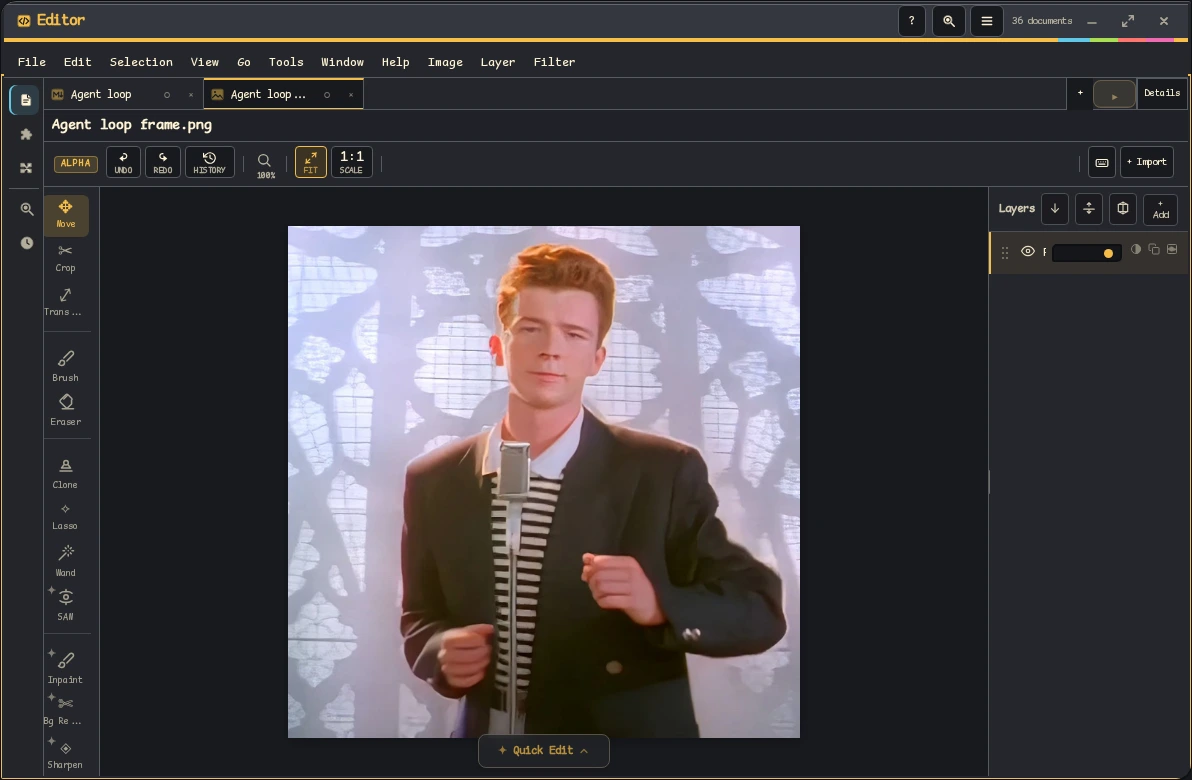 Editor
?
36 documents
File Edit Selection View Go Tools Window Help Image Layer Filter
Agent loop
Agent loop...
+
Details
Agent loop frame.png
ALPHA
UNDO
REDO
HISTORY
100%
FIT
1:1
SCALE
+ Import
Move
Crop
Trans...
Brush
Eraser
Clone
Lasso
Wand
SAM
Inpaint
Bg Re...
Sharpen
Layers
+
Add
Quick Edit